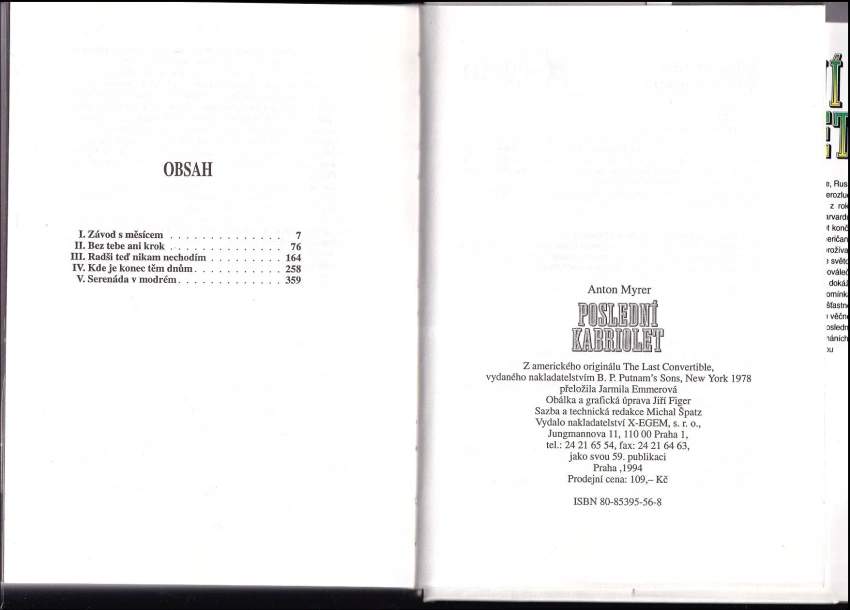 OBSAH
I. Závod s měsícem . . . . . . . . . . . . . . . 7
II. Bez tebe ani krok . . . . . . . . . . . . . . . 76
III. Radši teď nikam nechodím . . . . . . . . . . 164
IV. Kde je konec těm dnům . . . . . . . . . . . . 258
V. Serenáda v modrém . . . . . . . . . . . . . . 359
Anton Myrer
POSLEDNÍ
KABRIOLET
Z amerického originálu The Last Convertible,
vydaného nakladatelstvím B. P. Putnam's Sons, New York 1978
přeložila Jarmila Emmerová
Obálka a grafická úprava Jiří Figer
Sazba a technická redakce Michal Špatz
Vydalo nakladatelství X-EGEM, s. r. o.,
Jungmannova 11, 110 00 Praha 1,
tel.: 24 21 65 54, fax: 24 21 64 63,
jako svou 59. publikaci
Praha ,1994
Prodejní cena: 109,– Kč
ISBN 80-85395-56-8